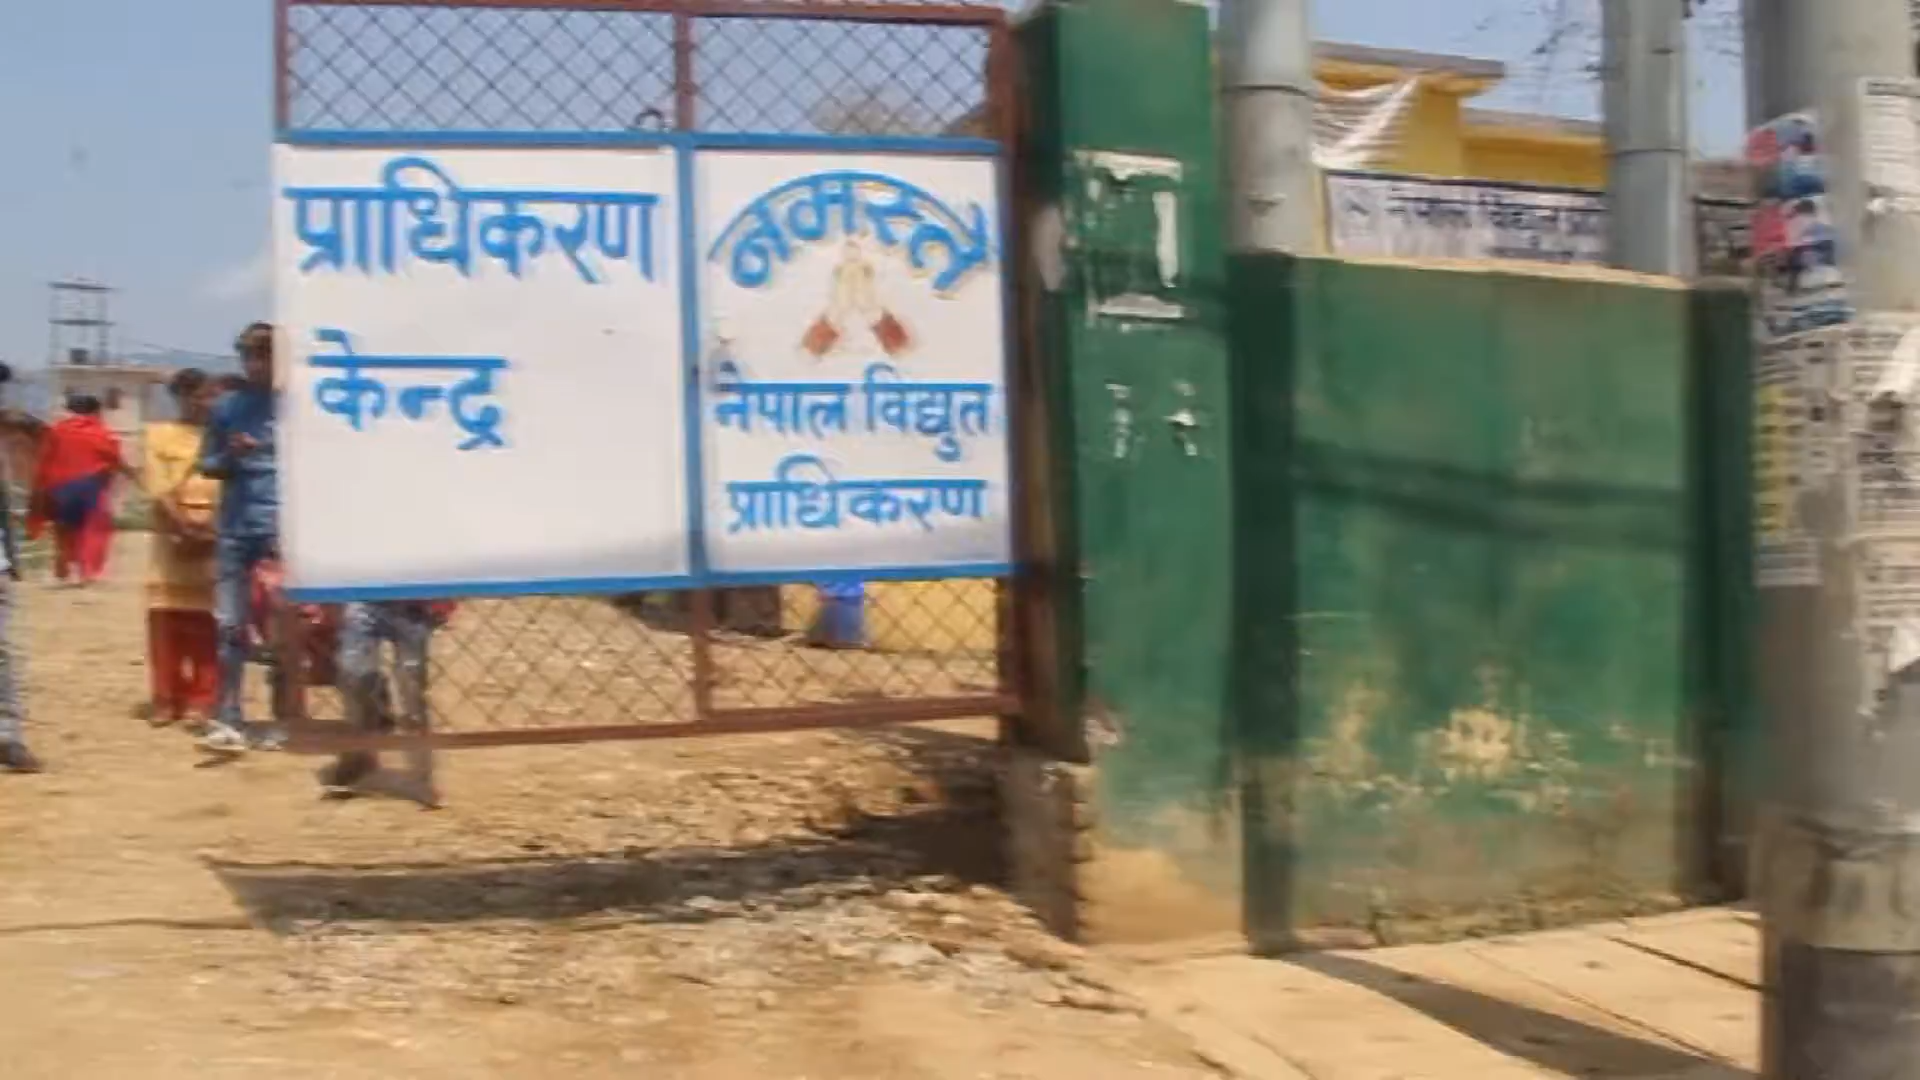 प्राधिकरण
केन्द्र
नमस्ते
नेपाल विद्युत
प्राधिकरण
नेपाल विद्युत